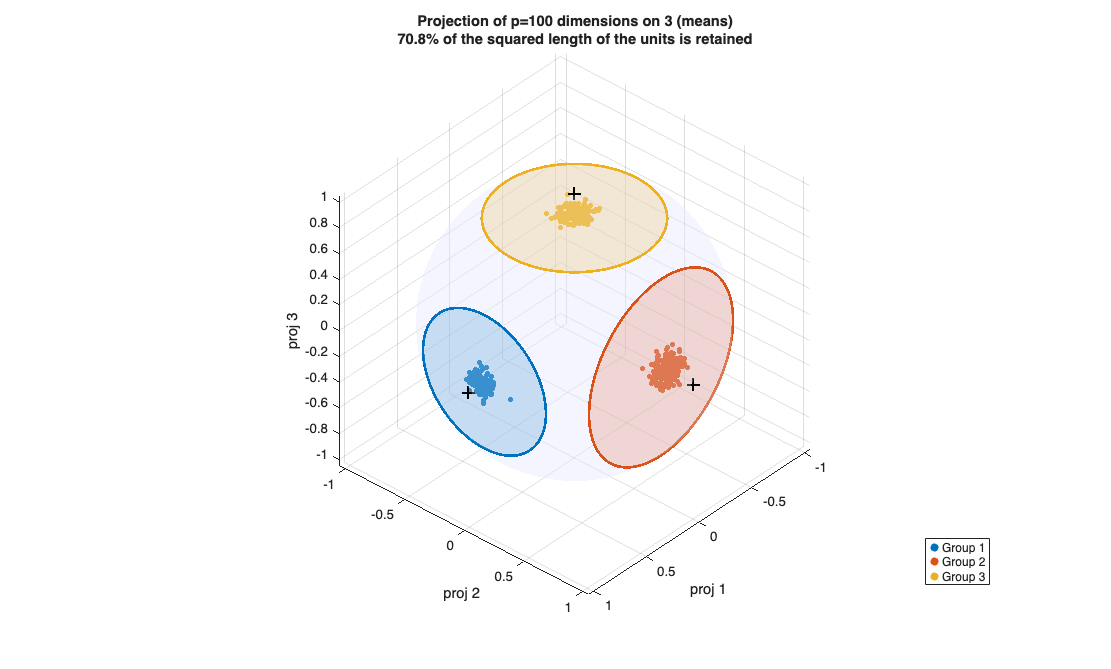 Projection of p=100 dimensions on 3 (means)
70.8% of the squared length of the units is retained
1
0.8
0.6
0.4
0.2
0
-0.2
-0.4
-0.6
-0.8
-1
proj 3
-1
-0.5
0
0.5
1
proj 2
-1
-0.5
0
0.5
1
proj 1
Group 1
Group 2
Group 3